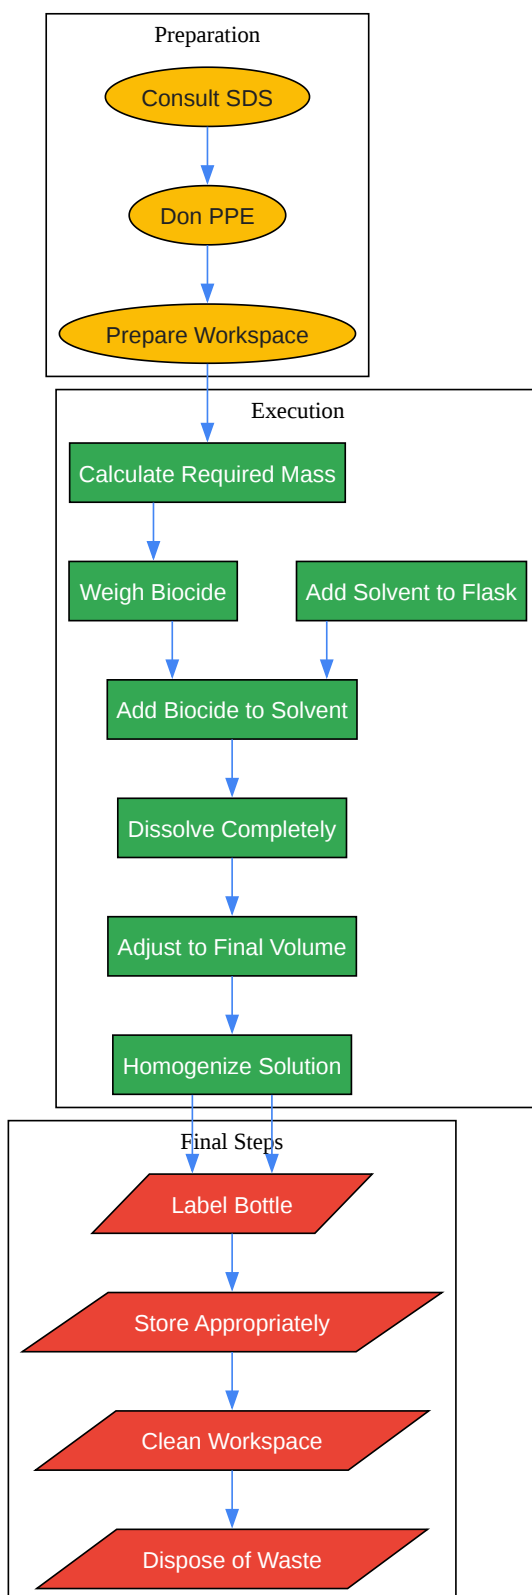 Preparation
Consult SDS
Don PPE
Prepare Workspace
Execution
Calculate Required Mass
Weigh Biocide
Add Solvent to Flask
Add Biocide to Solvent
Dissolve Completely
Adjust to Final Volume
Homogenize Solution
Final Steps
Label Bottle
Store Appropriately
Clean Workspace
Dispose of Waste